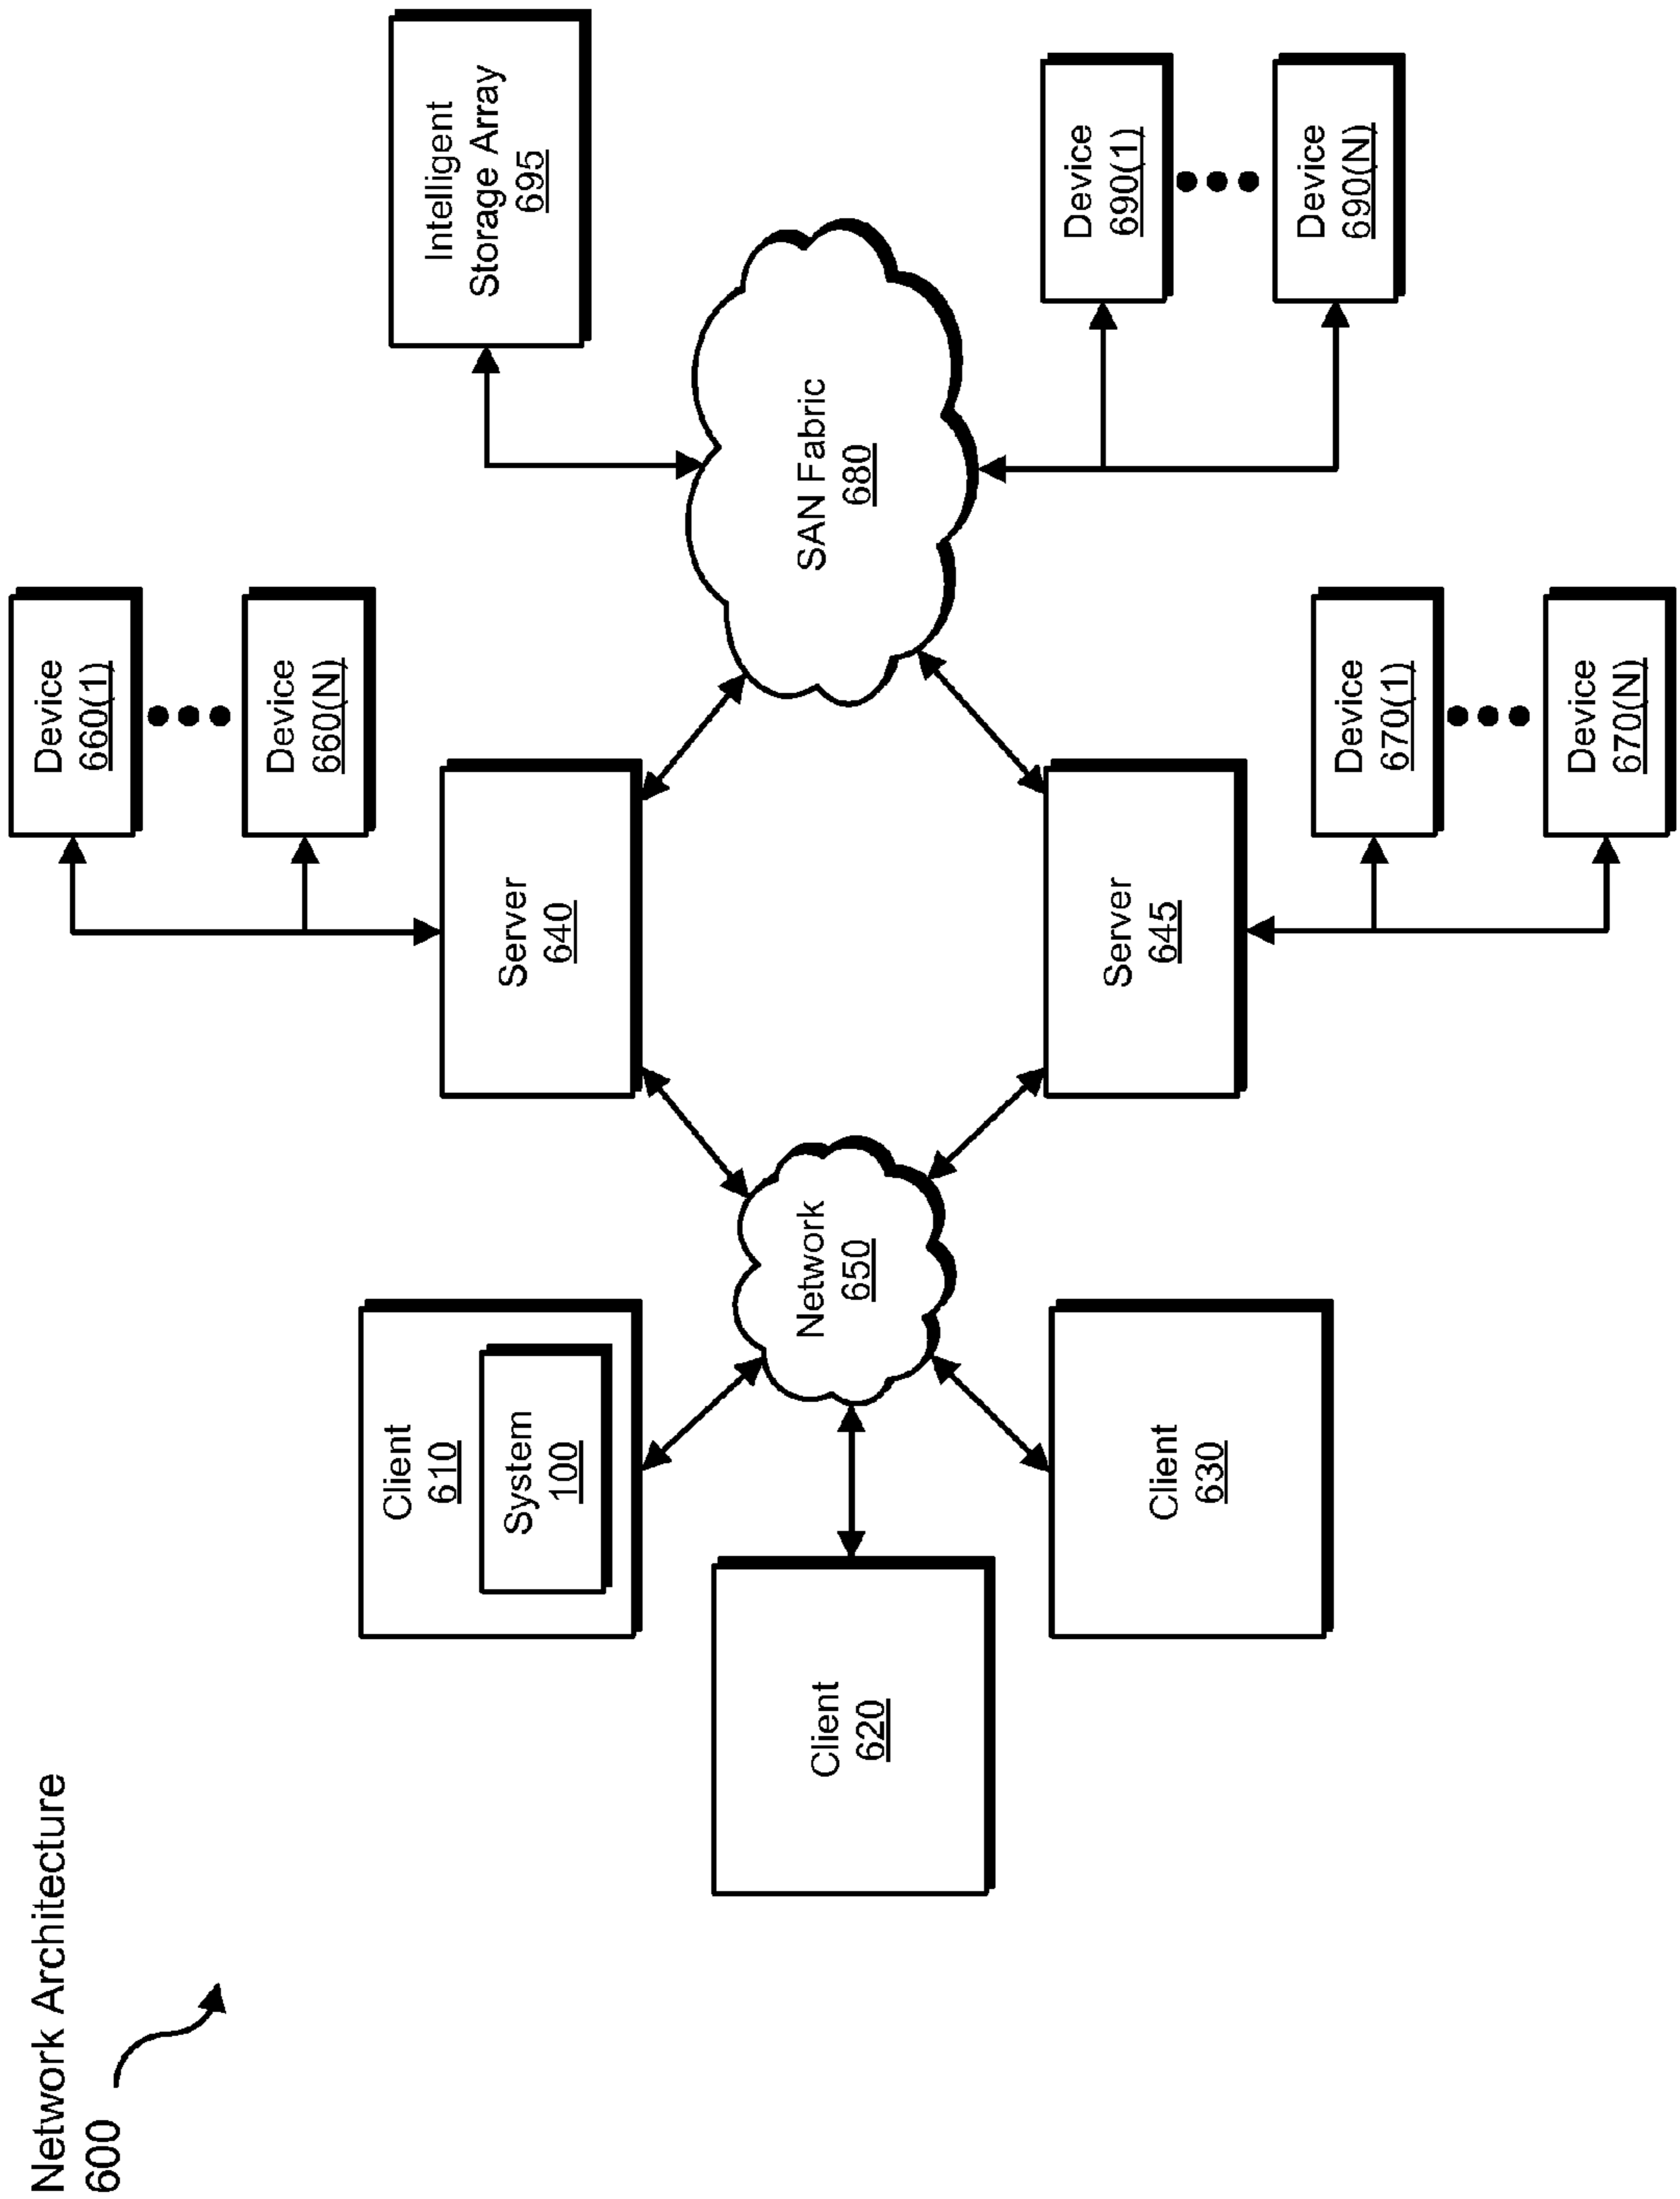 Network Architecture
600
Client
610
System
100
Client
620
Client
630
Network
650
Server
640
Server
645
Device
660(1)
Device
660(N)
Device
670(1)
Device
670(N)
SAN Fabric
680
Intelligent
Storage Array
695
Device
690(1)
Device
690(N)